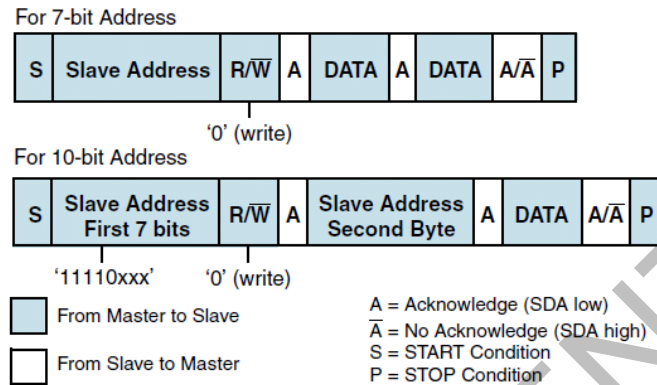 For 7-bit Address
S Slave Address R/W̅ A DATA A DATA A/A̅ P
'0' (write)
For 10-bit Address
S Slave Address First 7 bits R/W̅ A Slave Address Second Byte A DATA A/A̅ P
'11110xxx' '0' (write)
From Master to Slave
From Slave to Master
A = Acknowledge (SDA low)
A̅ = No Acknowledge (SDA high)
S = START Condition
P = STOP Condition